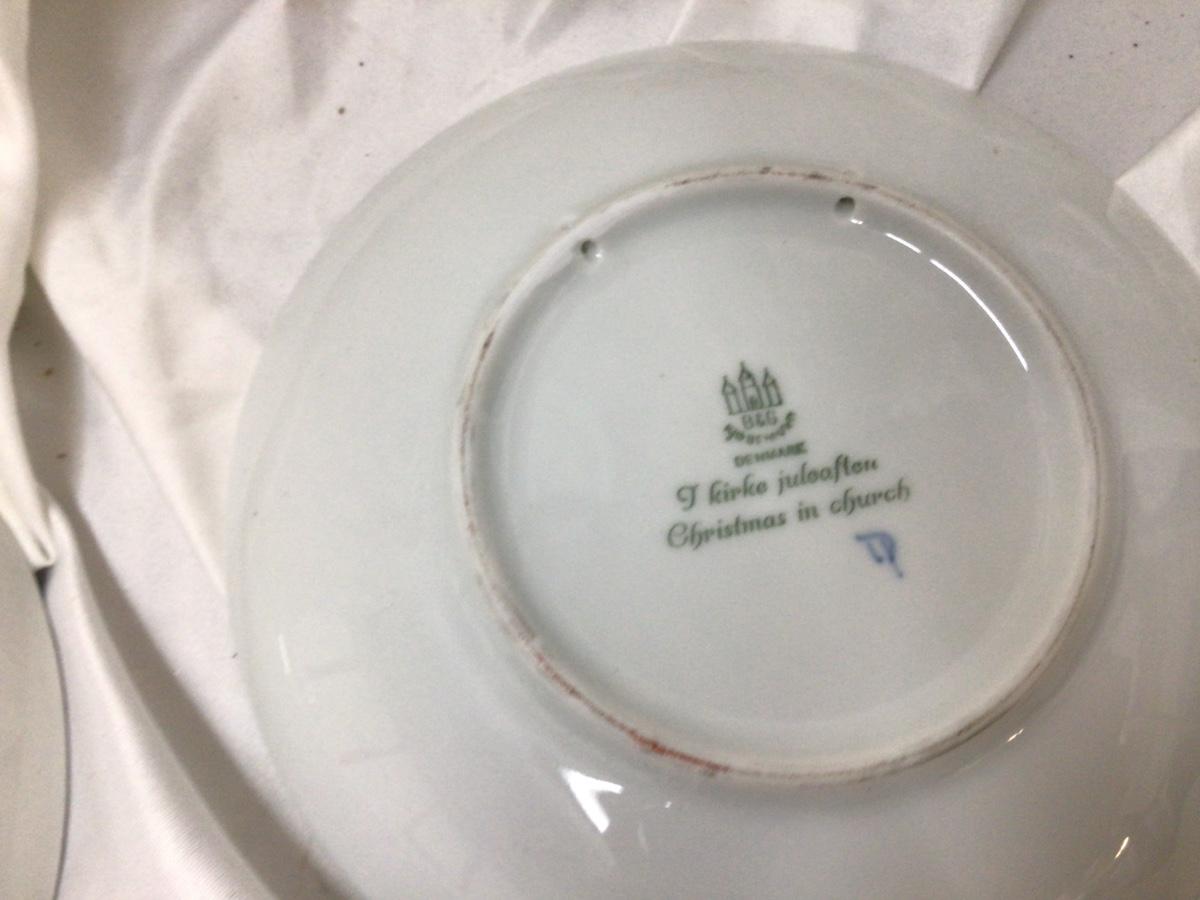 B&G
DENMARK
I kirke juleaften
Christmas in church